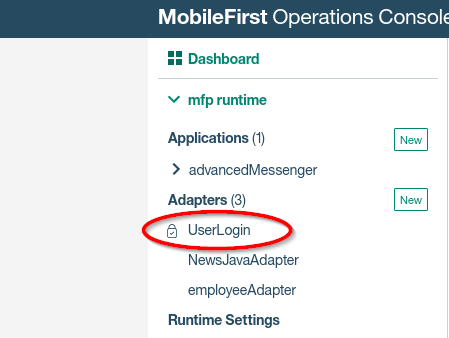 MobileFirst Operations Console
Dashboard
mfp runtime
Applications (1) New
advancedMessenger
Adapters (3) New
UserLogin
NewsJavaAdapter
employeeAdapter
Runtime Settings